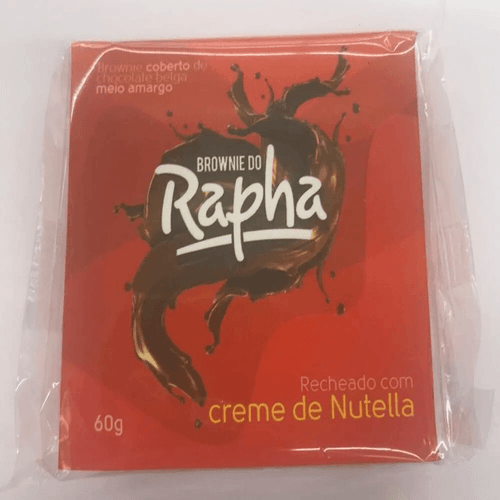 Brownie coberto de
chocolate belga
meio amargo
BROWNIE DO
Rapha
Recheado com
creme de Nutella
60g